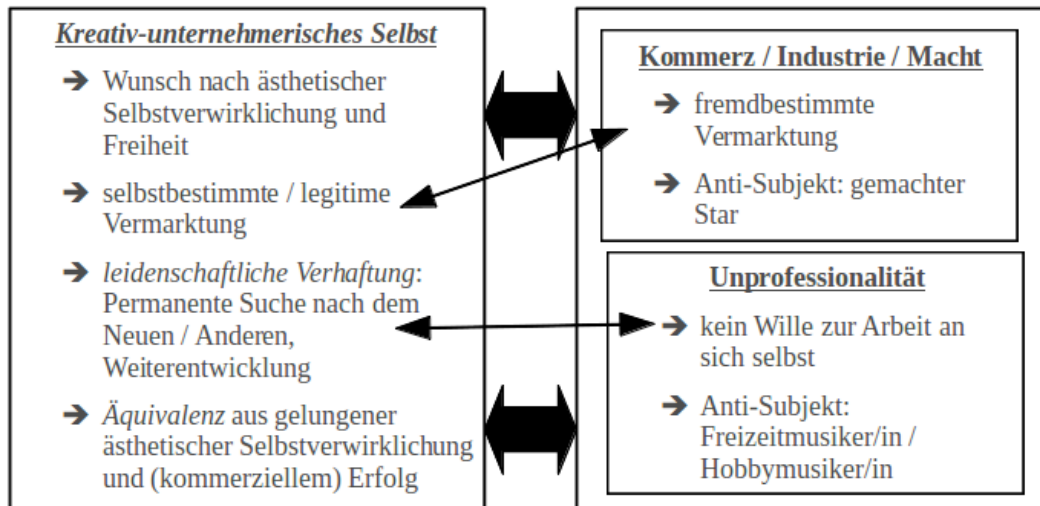 Kreativ-unternehmerisches Selbst
➔ Wunsch nach ästhetischer
Selbstverwirklichung und
Freiheit
➔ selbstbestimmte / legitime
Vermarktung
➔ leidenschaftliche Verhaftung:
Permanente Suche nach dem
Neuen / Anderen,
Weiterentwicklung
➔ Äquivalenz aus gelungener
ästhetischer Selbstverwirklichung
und (kommerziellem) Erfolg
Kommerz / Industrie / Macht
➔ fremdbestimmte
Vermarktung
➔ Anti-Subjekt: gemachter
Star
Unprofessionalität
➔ kein Wille zur Arbeit an
sich selbst
➔ Anti-Subjekt:
Freizeitmusiker/in /
Hobbymusiker/in